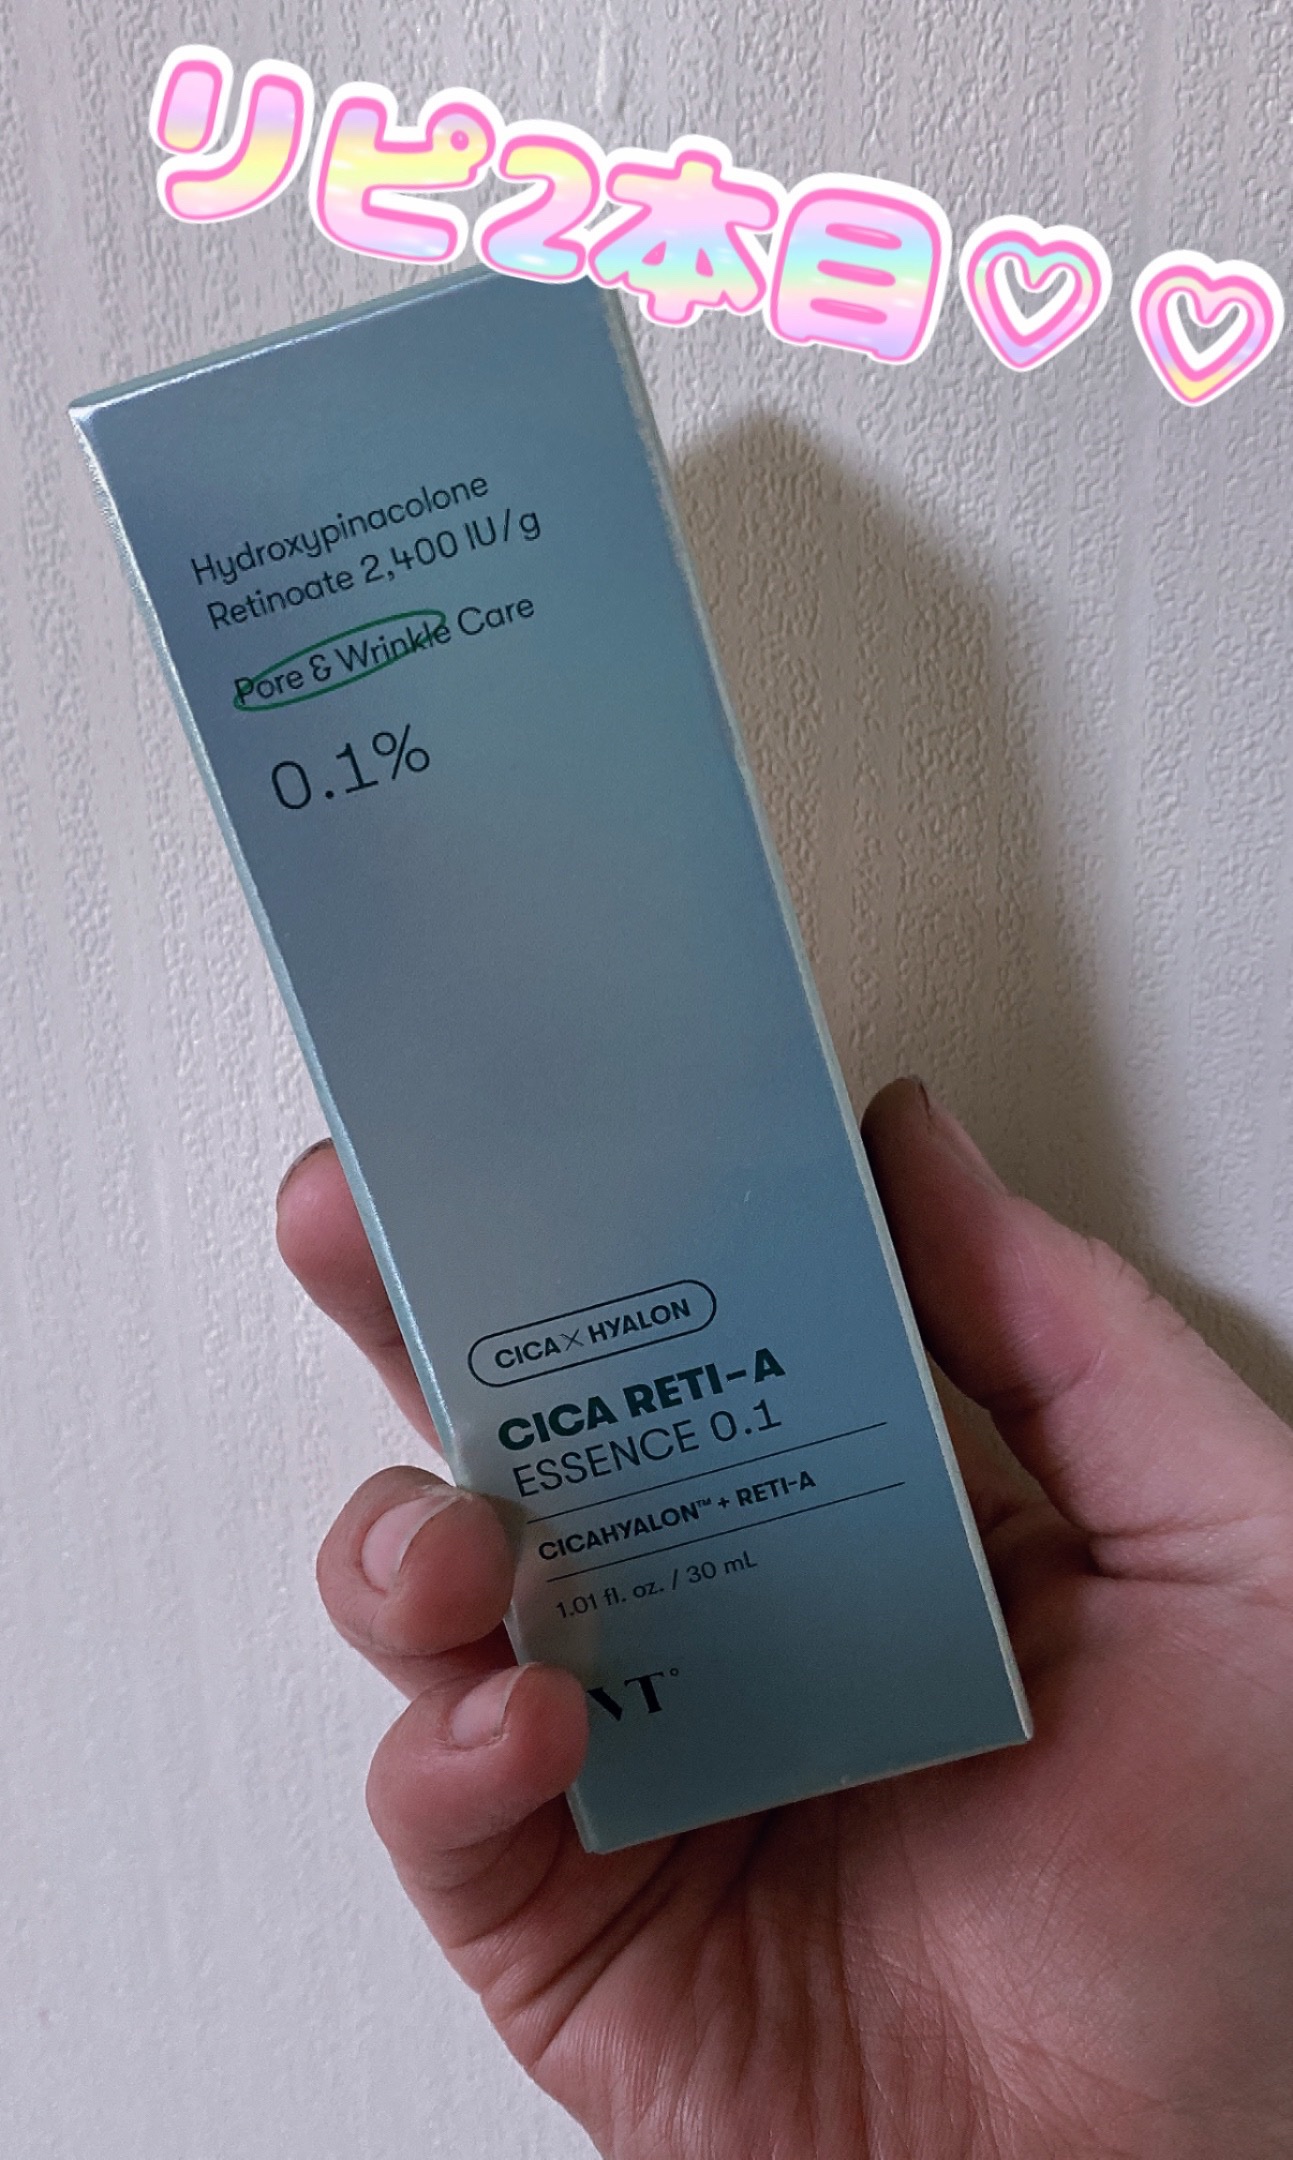 リピ2本目♡♡
Hydroxypinacolone
Retinoate 2,400 IU/g
Pore & Wrinkle Care
0.1%
CICA×HYALON
CICA RETI-A
ESSENCE 0.1
CICAHYALON™ + RETI-A
1.01 fl. oz. / 30 mL
VT°